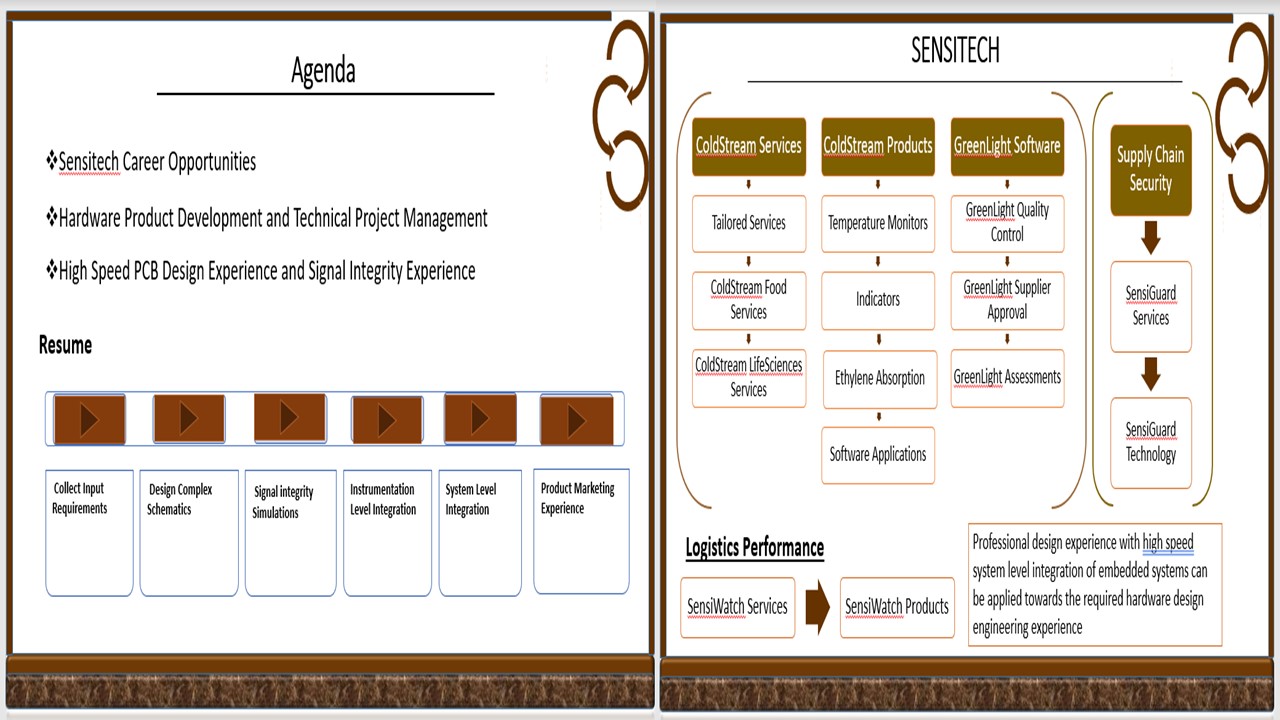 Agenda
❖Sensitech Career Opportunities
❖Hardware Product Development and Technical Project Management
❖High Speed PCB Design Experience and Signal Integrity Experience
Resume
Collect Input
Requirements
Design Complex
Schematics
Signal integrity
Simulations
Instrumentation
Level Integration
System Level
Integration
Product Marketing
Experience
SENSITECH
ColdStream Services
Tailored Services
ColdStream Food
Services
ColdStream LifeSciences
Services
ColdStream Products
Temperature Monitors
Indicators
Ethylene Absorption
Software Applications
GreenLight Software
GreenLight Quality
Control
GreenLight Supplier
Approval
GreenLight Assessments
Supply Chain
Security
SensiGuard
Services
SensiGuard
Technology
Logistics Performance
SensiWatch Services
SensiWatch Products
Professional design experience with high speed
system level integration of embedded systems can
be applied towards the required hardware design
engineering experience